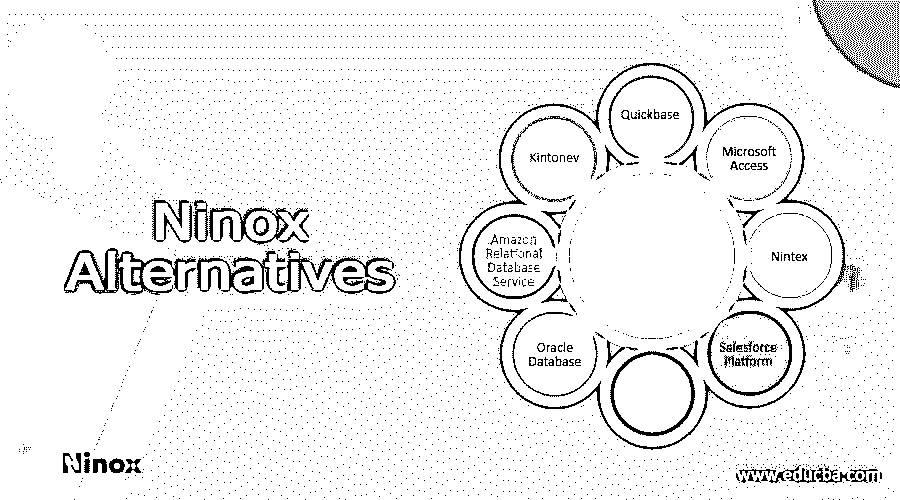 Ninox
Alternatives
Quickbase
Microsoft
Access
Nintex
Salesforce
Platform
Oracle
Database
Amazon
Relational
Database
Service
Kintonev
Ninox
www.educba.com